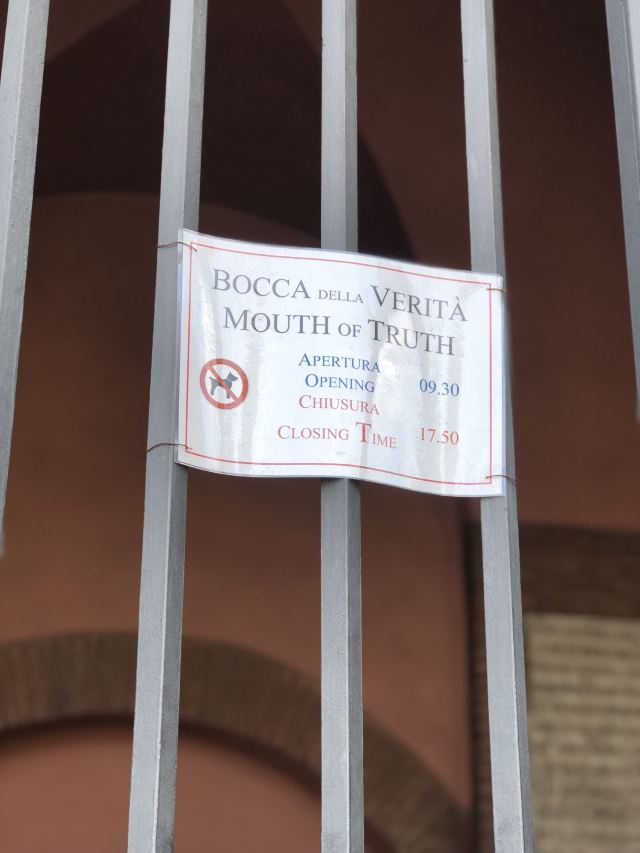 BOCCA DELLA VERITÀ
MOUTH OF TRUTH
APERTURA
OPENING 09.30
CHIUSURA
CLOSING TIME 17.50